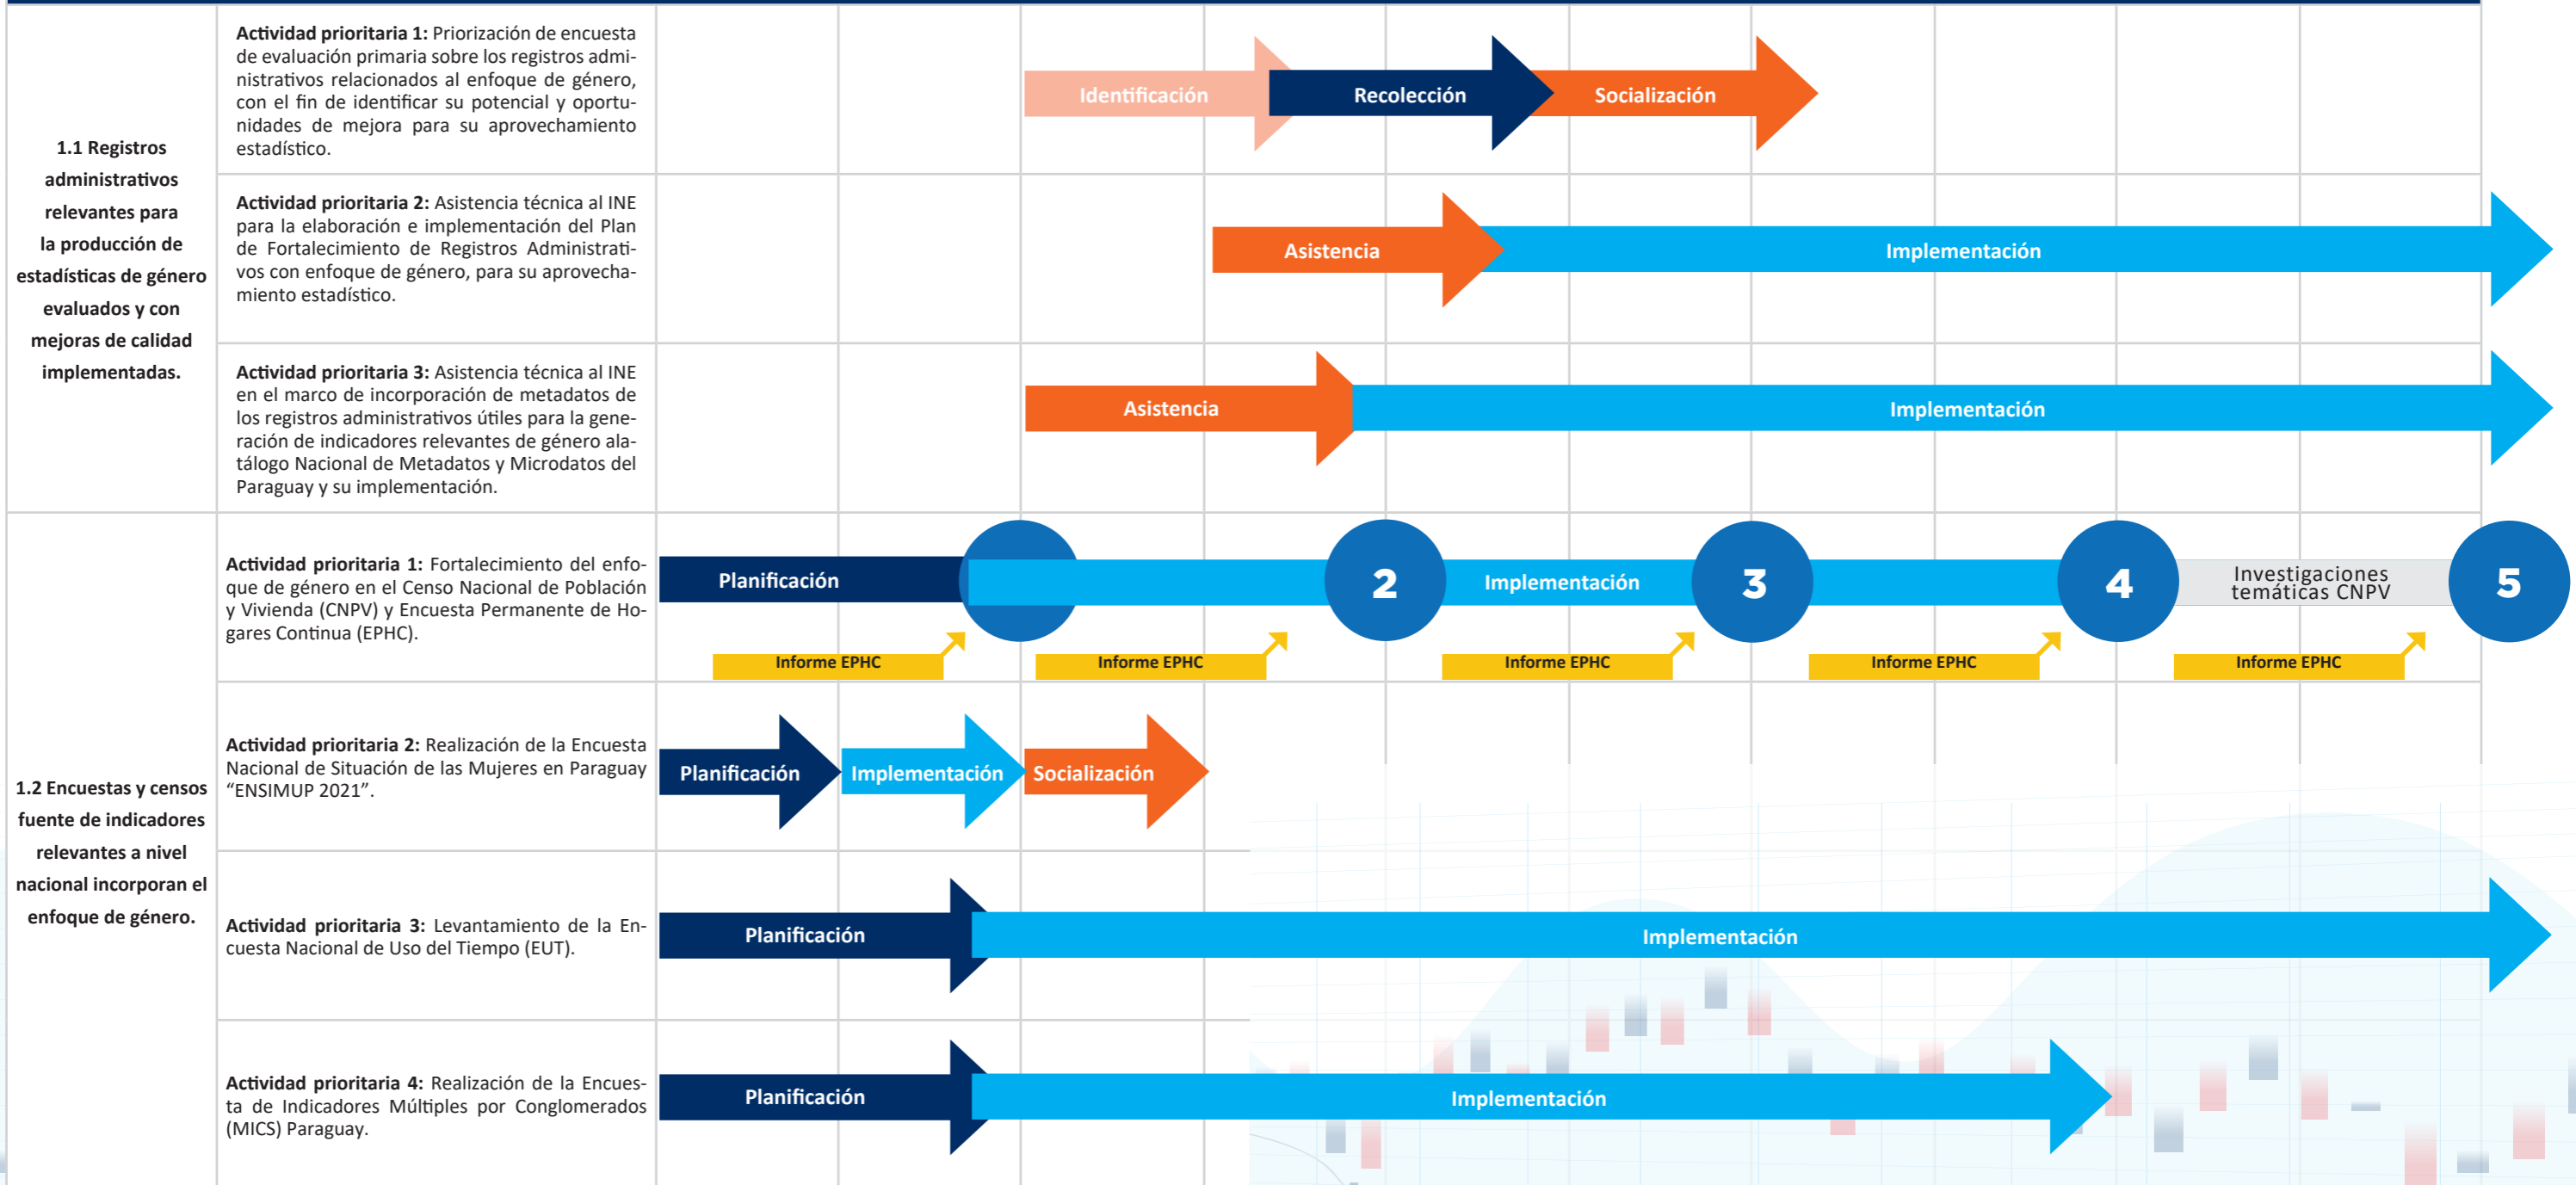 1.1 Registros
administrativos
relevantes para
la producción de
estadísticas de género
evaluados y con
mejoras de calidad
implementadas.
Actividad prioritaria 1: Priorización de encuesta
de evaluación primaria sobre los registros admi-
nistrativos relacionados al enfoque de género,
con el fin de identificar su potencial y oportu-
nidades de mejora para su aprovechamiento
estadístico.
Identificación
Recolección
Socialización
Actividad prioritaria 2: Asistencia técnica al INE
para la elaboración e implementación del Plan
de Fortalecimiento de Registros Administrati-
vos con enfoque de género, para su aprovecha-
miento estadístico.
Asistencia
Implementación
Actividad prioritaria 3: Asistencia técnica al INE
en el marco de incorporación de metadatos de
los registros administrativos útiles para la gene-
ración de indicadores relevantes de género ala-
tálogo Nacional de Metadatos y Microdatos del
Paraguay y su implementación.
Asistencia
Implementación
1.2 Encuestas y censos
fuente de indicadores
relevantes a nivel
nacional incorporan el
enfoque de género.
Actividad prioritaria 1: Fortalecimiento del enfo-
que de género en el Censo Nacional de Población
y Vivienda (CNPV) y Encuesta Permanente de Ho-
gares Continua (EPHC).
Planificación
2
Implementación
3
4
Investigaciones
temáticas CNPV
5
Informe EPHC
Informe EPHC
Informe EPHC
Informe EPHC
Informe EPHC
Actividad prioritaria 2: Realización de la Encuesta
Nacional de Situación de las Mujeres en Paraguay
“ENSIMUP 2021”.
Planificación
Implementación
Socialización
Actividad prioritaria 3: Levantamiento de la En-
cuesta Nacional de Uso del Tiempo (EUT).
Planificación
Implementación
Actividad prioritaria 4: Realización de la Encues-
ta de Indicadores Múltiples por Conglomerados
(MICS) Paraguay.
Planificación
Implementación